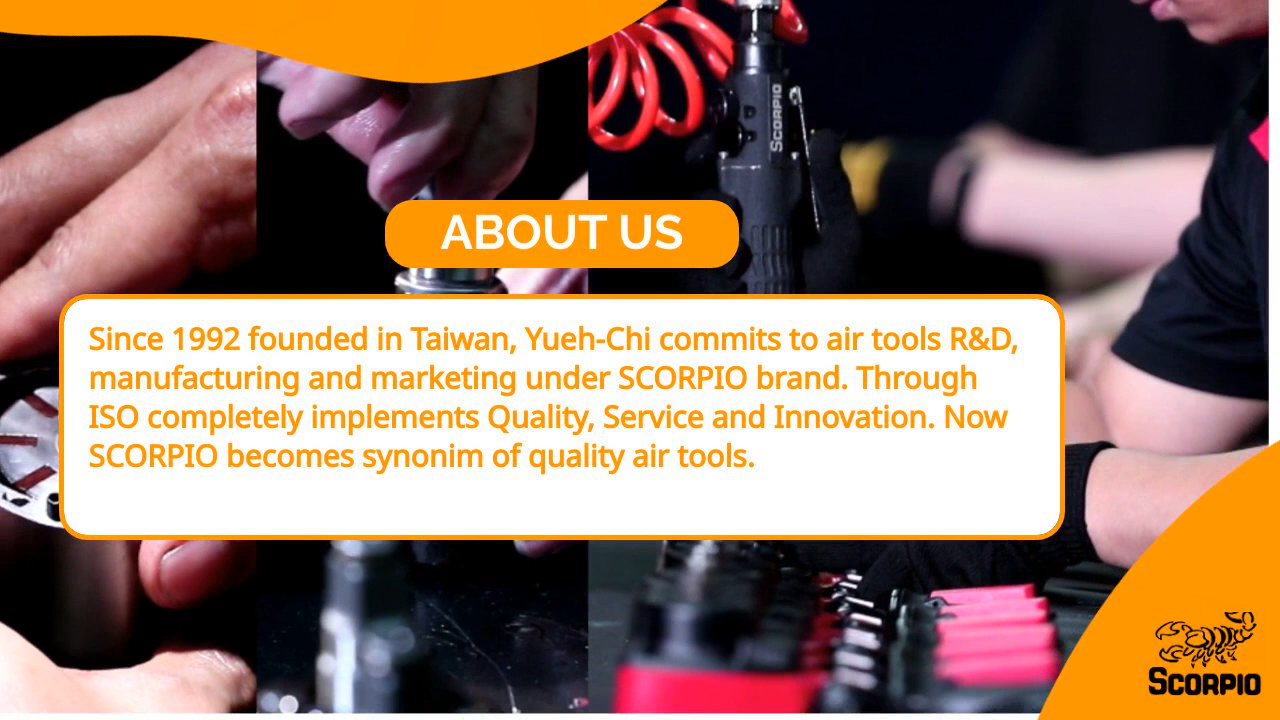 SCORPIO
ABOUT US
Since 1992 founded in Taiwan, Yueh-Chi commits to air tools R&D,
manufacturing and marketing under SCORPIO brand. Through
ISO completely implements Quality, Service and Innovation. Now
SCORPIO becomes synonim of quality air tools.
SCORPIO